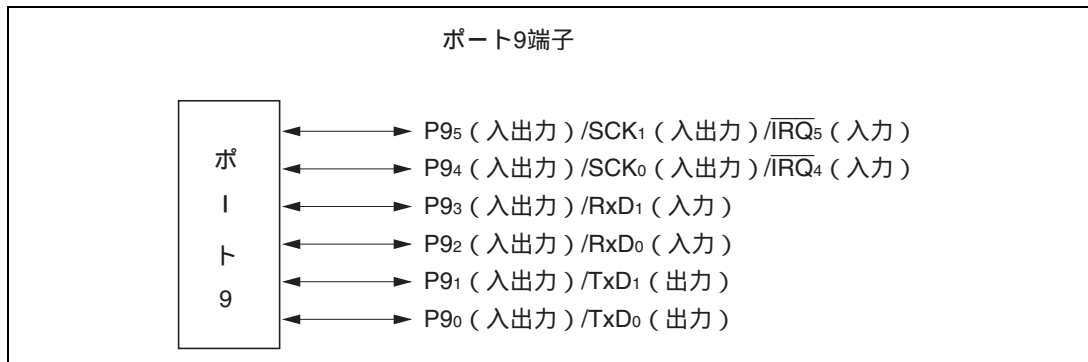 ポート9端子
ポート9
P9₅(入出力)/SCK₁(入出力)/I̅R̅Q̅₅(入力)
P9₄(入出力)/SCK₀(入出力)/I̅R̅Q̅₄(入力)
P9₃(入出力)/RxD₁(入力)
P9₂(入出力)/RxD₀(入力)
P9₁(入出力)/TxD₁(出力)
P9₀(入出力)/TxD₀(出力)